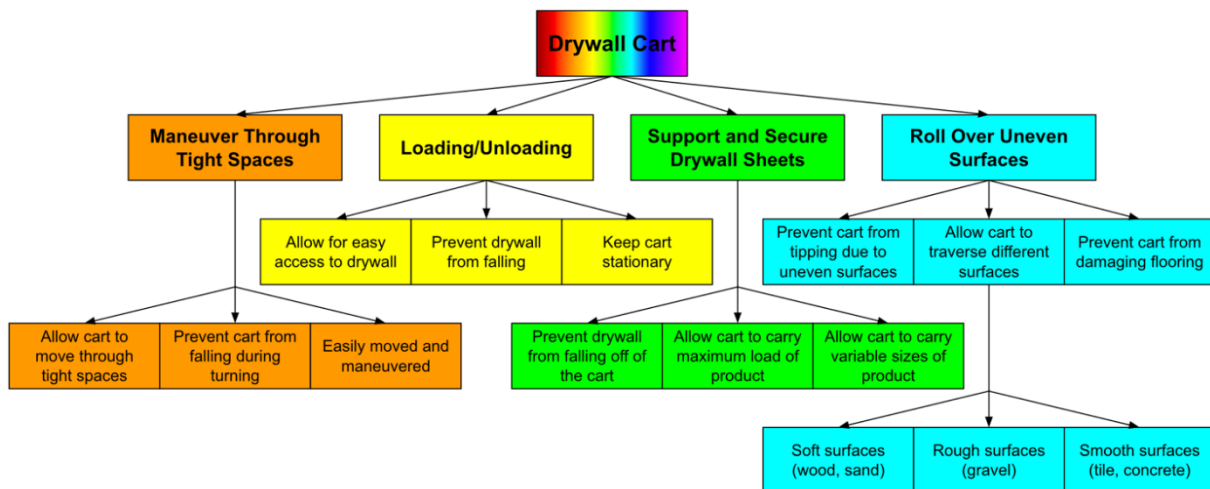 Drywall Cart
Maneuver Through
Tight Spaces
Loading/Unloading
Support and Secure
Drywall Sheets
Roll Over Uneven
Surfaces
Allow for easy
access to drywall
Prevent drywall
from falling
Keep cart
stationary
Prevent cart from
tipping due to
uneven surfaces
Allow cart to
traverse different
surfaces
Prevent cart from
damaging flooring
Allow cart to
move through
tight spaces
Prevent cart from
falling during
turning
Easily moved and
maneuvered
Prevent drywall
from falling off of
the cart
Allow cart to carry
maximum load of
product
Allow cart to carry
variable sizes of
product
Soft surfaces
(wood, sand)
Rough surfaces
(gravel)
Smooth surfaces
(tile, concrete)